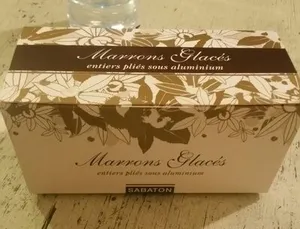 Marrons Glacés
entiers pliés sous aluminium
Marrons Glacés
entiers pliés sous aluminium
SABATON